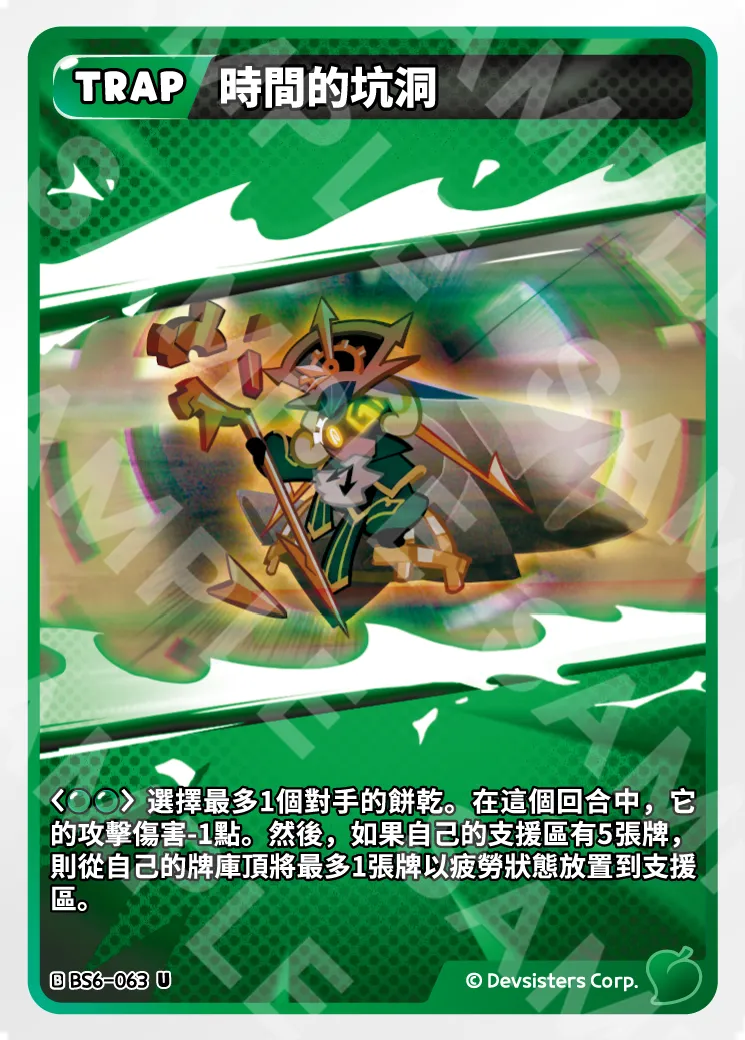 TRAP 時間的坑洞
〈●●〉選擇最多1個對手的餅乾。在這個回合中，它
的攻擊傷害-1點。然後，如果自己的支援區有5張牌，
則從自己的牌庫頂將最多1張牌以疲勞狀態放置到支援
區。
B BS6-063 U © Devsisters Corp.
SAMPLE